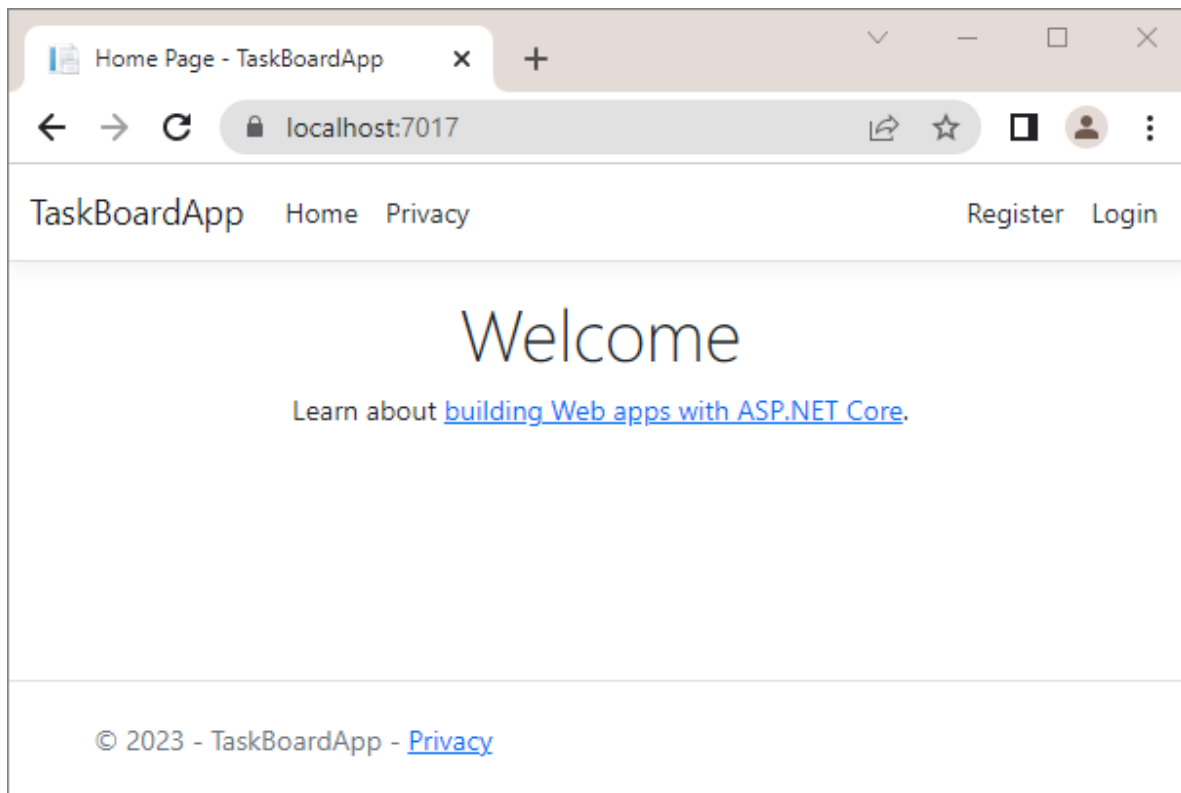 Home Page - TaskBoardApp
localhost:7017
TaskBoardApp Home Privacy Register Login
Welcome
Learn about building Web apps with ASP.NET Core.
© 2023 - TaskBoardApp - Privacy